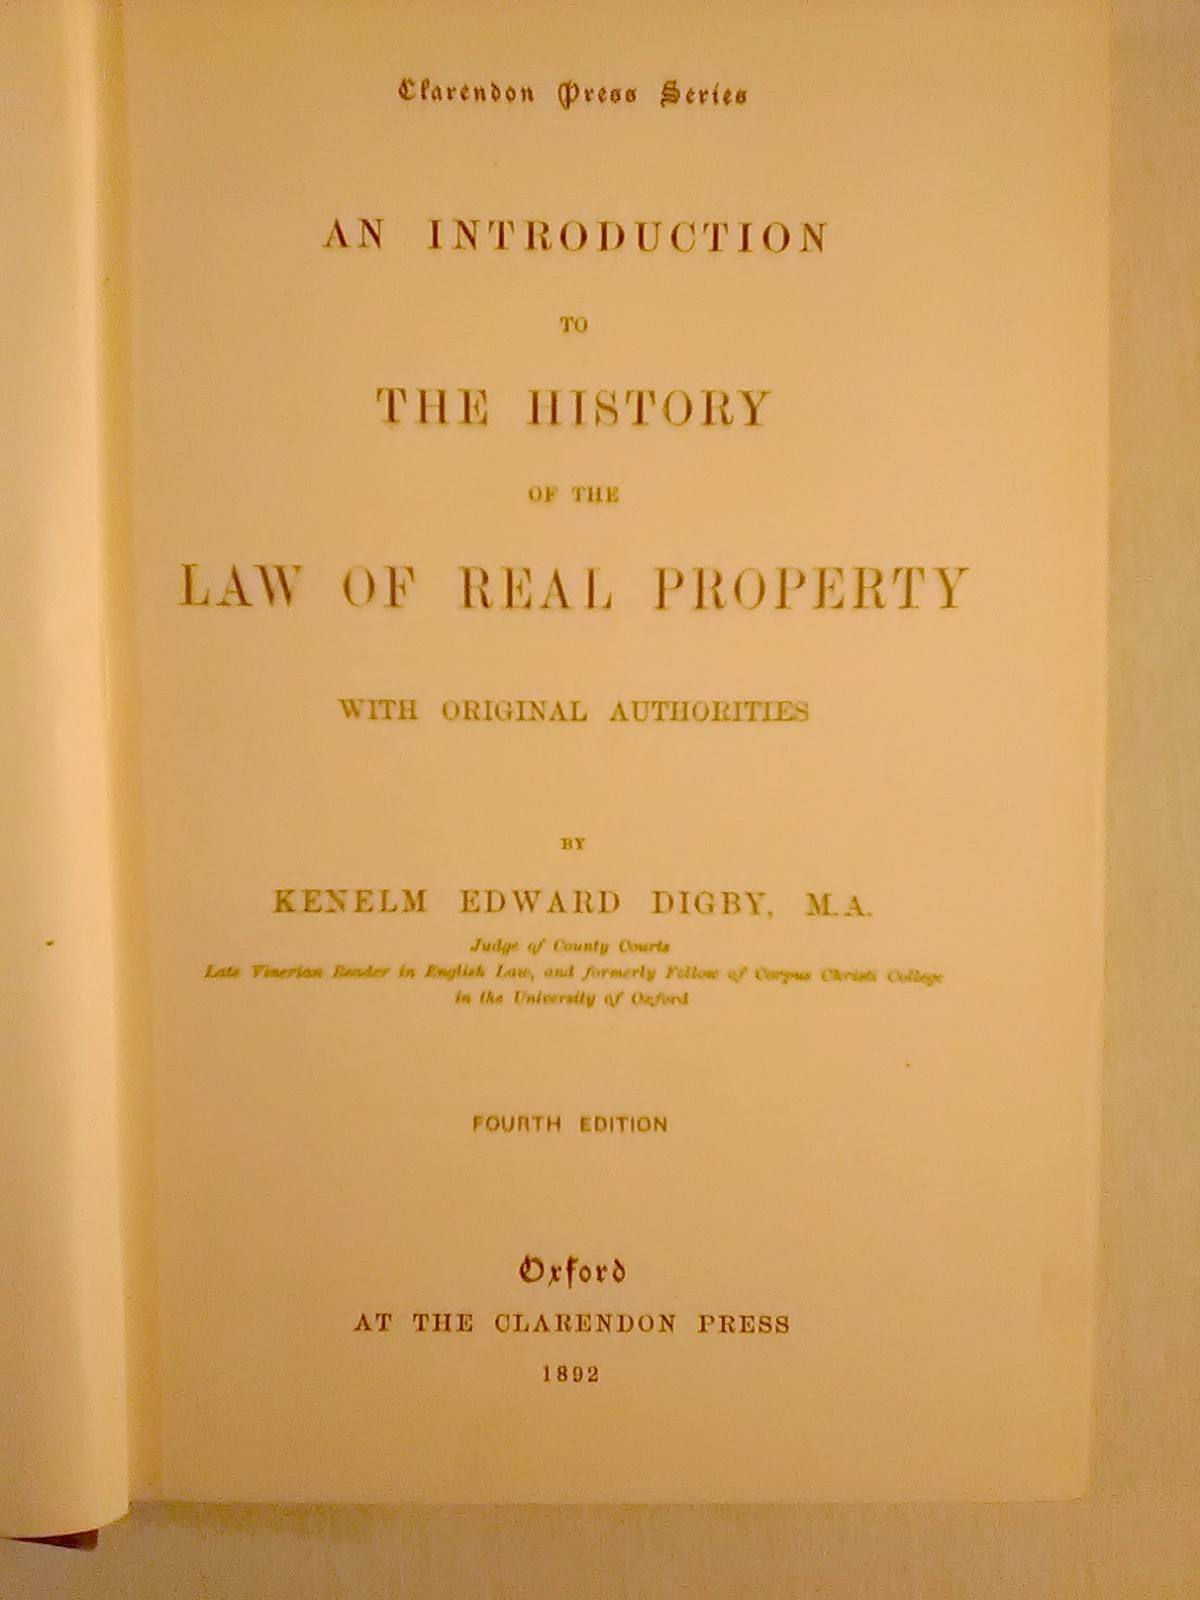 Clarendon Press Series
AN INTRODUCTION
TO
THE HISTORY
OF THE
LAW OF REAL PROPERTY
WITH ORIGINAL AUTHORITIES
BY
KENELM EDWARD DIGBY, M.A.
Judge of County Courts
Late Vinerian Reader in English Law, and formerly Fellow of Corpus Christi College
in the University of Oxford
FOURTH EDITION
Oxford
AT THE CLARENDON PRESS
1892